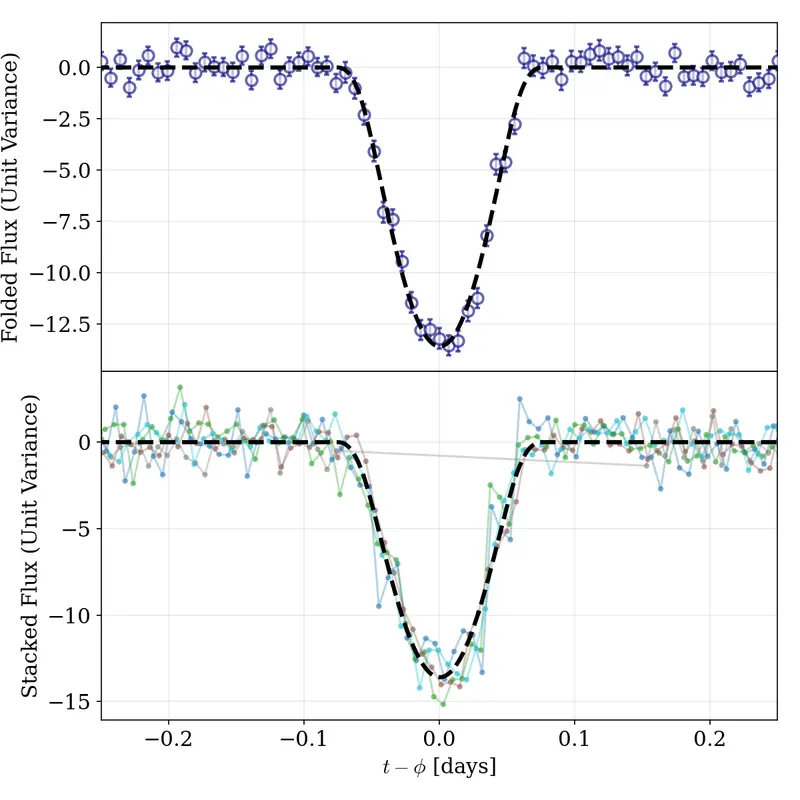 Folded Flux (Unit Variance)
0.0
−2.5
−5.0
−7.5
−10.0
−12.5
Stacked Flux (Unit Variance)
0
−5
−10
−15
−0.2 −0.1 0.0 0.1 0.2
t − ϕ [days]